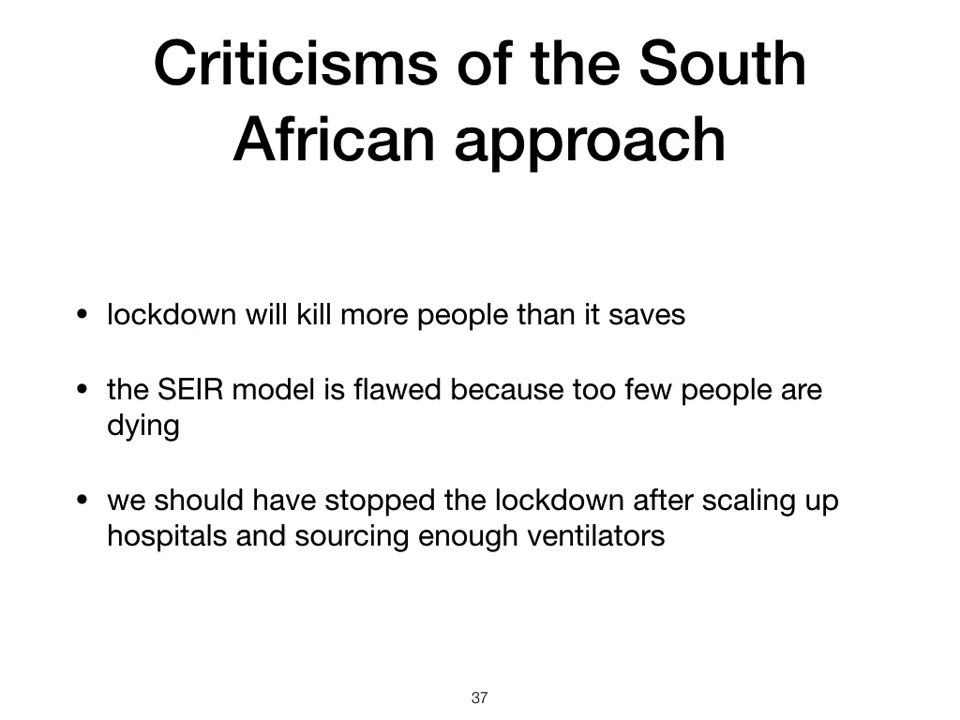 Criticisms of the South
African approach
• lockdown will kill more people than it saves
• the SEIR model is flawed because too few people are
dying
• we should have stopped the lockdown after scaling up
hospitals and sourcing enough ventilators
37